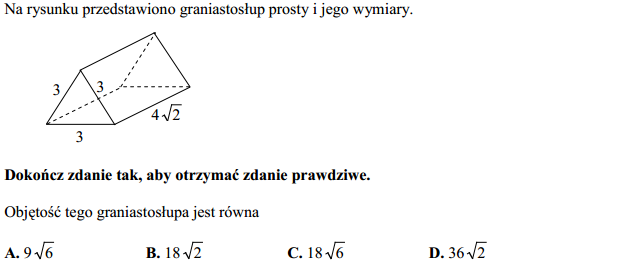 Na rysunku przedstawiono graniastosłup prosty i jego wymiary.
3
3
4√2
3
Dokończ zdanie tak, aby otrzymać zdanie prawdziwe.
Objętość tego graniastosłupa jest równa
A. 9√6 B. 18√2 C. 18√6 D. 36√2